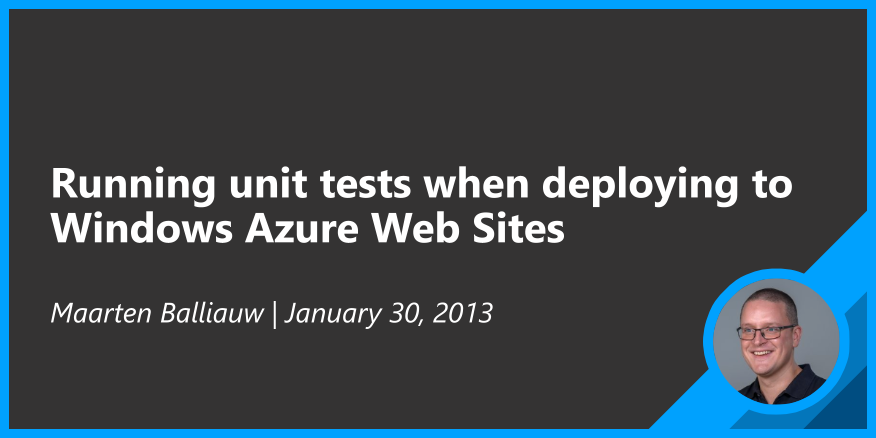 Running unit tests when deploying to
Windows Azure Web Sites
Maarten Balliauw | January 30, 2013